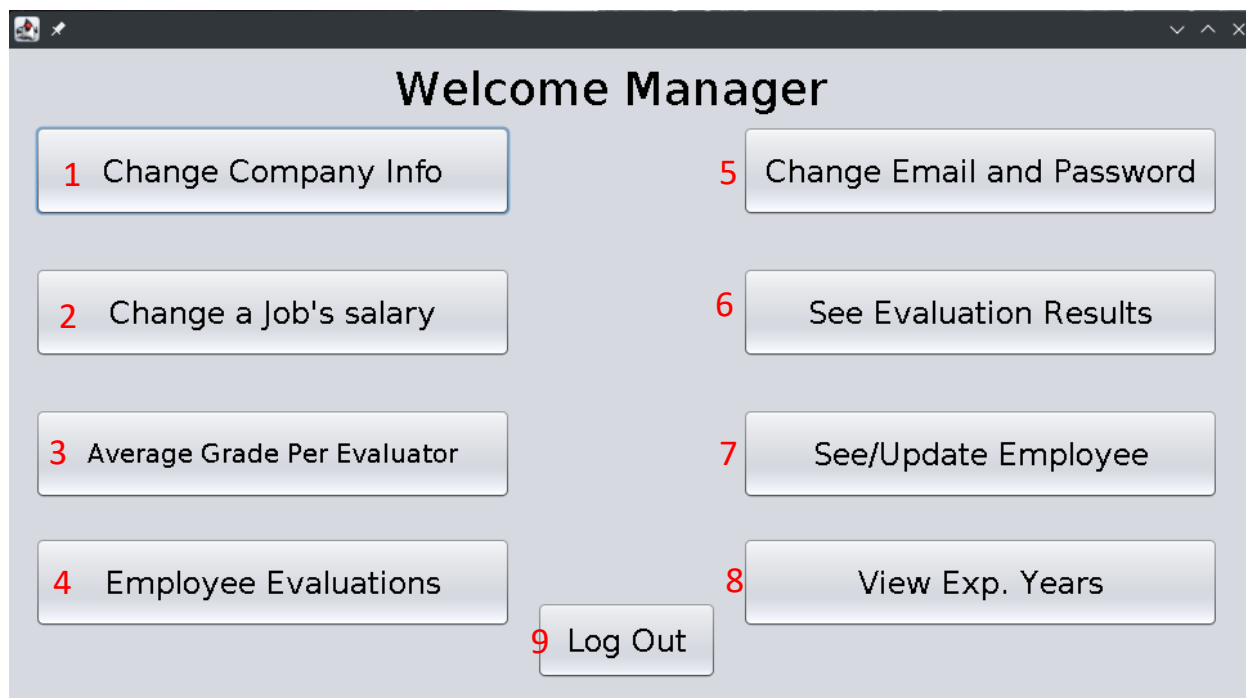 Welcome Manager
1 Change Company Info
2 Change a Job's salary
3 Average Grade Per Evaluator
4 Employee Evaluations
5 Change Email and Password
6 See Evaluation Results
7 See/Update Employee
8 View Exp. Years
9 Log Out